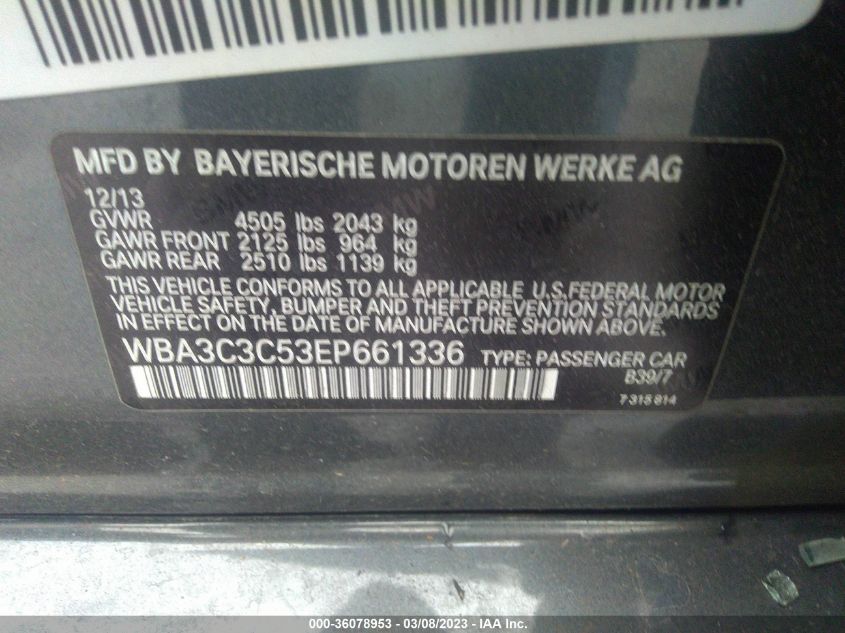 MFD BY BAYERISCHE MOTOREN WERKE AG
12/13
GVWR 4505 lbs 2043 kg
GAWR FRONT 2125 lbs 964 kg
GAWR REAR 2510 lbs 1139 kg
THIS VEHICLE CONFORMS TO ALL APPLICABLE U.S.FEDERAL MOTOR
VEHICLE SAFETY, BUMPER AND THEFT PREVENTION STANDARDS
IN EFFECT ON THE DATE OF MANUFACTURE SHOWN ABOVE.
WBA3C3C53EP661336 TYPE: PASSENGER CAR
B39/7
7 315 814
000-36078953 - 03/08/2023 - IAA Inc.